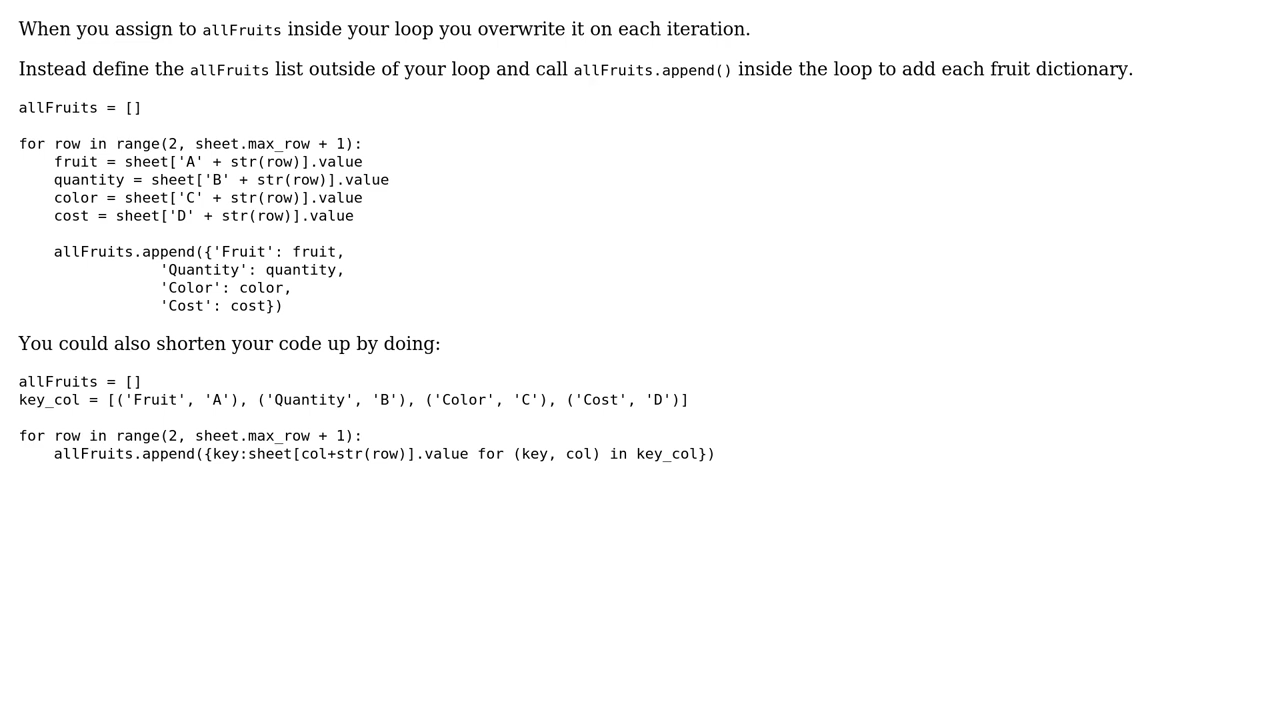 When you assign to allFruits inside your loop you overwrite it on each iteration.
Instead define the allFruits list outside of your loop and call allFruits.append() inside the loop to add each fruit dictionary.
allFruits = []

for row in range(2, sheet.max_row + 1):
    fruit = sheet['A' + str(row)].value
    quantity = sheet['B' + str(row)].value
    color = sheet['C' + str(row)].value
    cost = sheet['D' + str(row)].value

    allFruits.append({'Fruit': fruit,
                'Quantity': quantity,
                'Color': color,
                'Cost': cost})
You could also shorten your code up by doing:
allFruits = []
key_col = [('Fruit', 'A'), ('Quantity', 'B'), ('Color', 'C'), ('Cost', 'D')]

for row in range(2, sheet.max_row + 1):
    allFruits.append({key:sheet[col+str(row)].value for (key, col) in key_col})